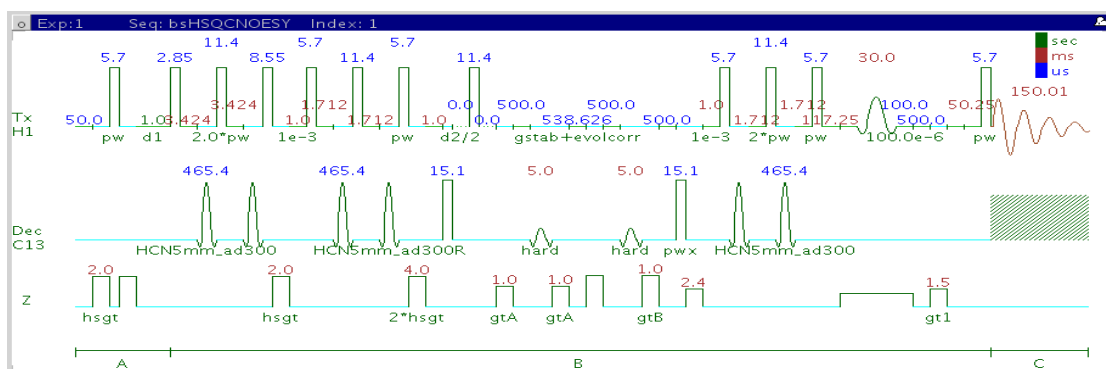 Exp:1 Seq: bsHSQCNOESY Index: 1
11.4 5.7 5.7 11.4
5.7 2.85 8.55 11.4 11.4 5.7 5.7 30.0 5.7
sec
ms
us
150.01
Tx
H1
50.0 1.0 3.424 3.424 1.0 1.712 1.712 1.0 0.0 0.0 500.0 538.626 500.0 500.0 1.0 1.712 1.712 117.25 100.0 500.0 50.25
pw d1 2.0*pw 1e-3 pw d2/2 gstab+evolcorr 1e-3 2*pw 100.0e-6 pw
465.4 465.4 15.1 5.0 5.0 15.1 465.4
Dec
C13
HCN5mm_ad300 HCN5mm_ad300R hard hard pwx HCN5mm_ad300
2.0 2.0 4.0 1.0 1.0 1.0 2.4 1.5
Z
hsgt hsgt 2*hsgt gtA gtA gtB gt1
A B C